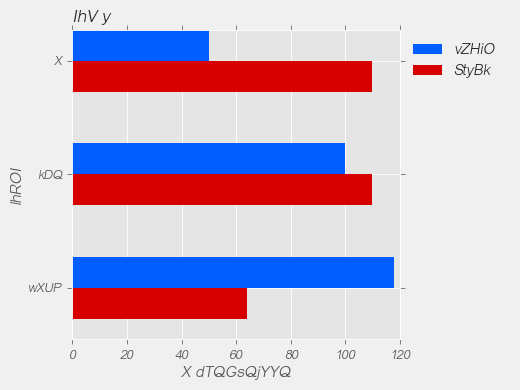 IhV y
vZHiO
StyBk
X
kDQ
wXUP
IhROI
0 20 40 60 80 100 120
X dTQGsQjYYQ